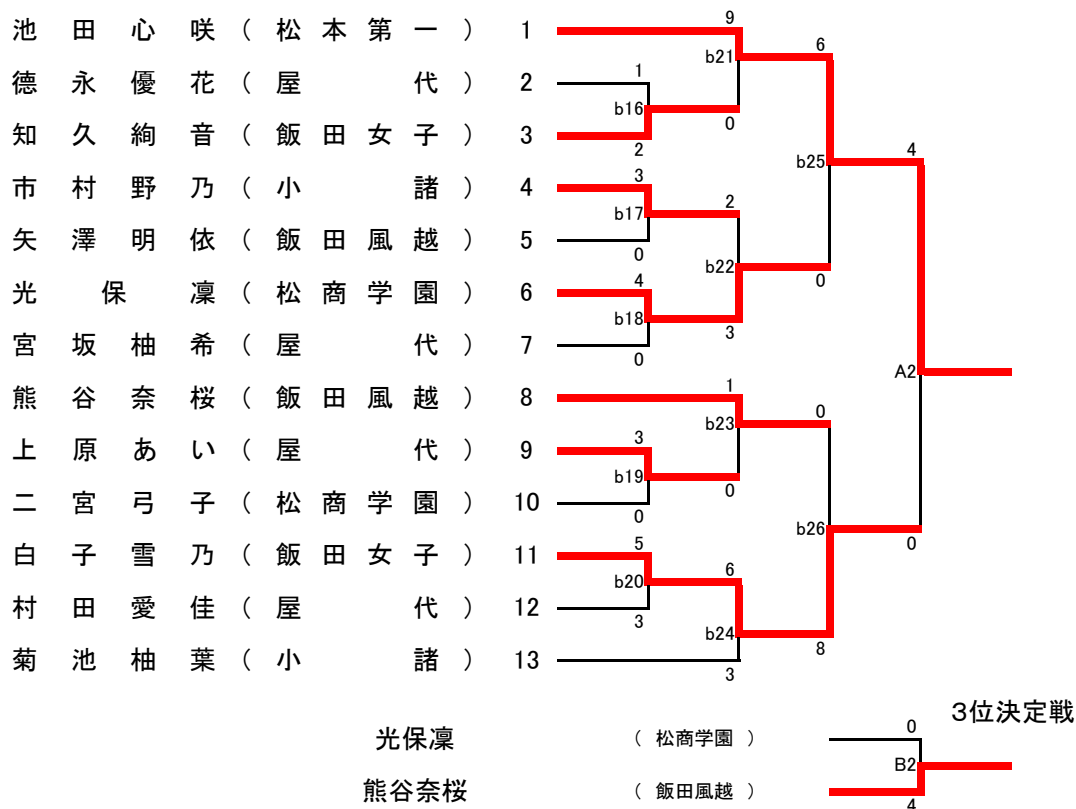 池田心咲（松本第一） 1
徳永優花（屋代） 2
知久絢音（飯田女子） 3
市村野乃（小諸） 4
矢澤明依（飯田風越） 5
光保凜（松商学園） 6
宮坂柚希（屋代） 7
熊谷奈桜（飯田風越） 8
上原あい（屋代） 9
二宮弓子（松商学園） 10
白子雪乃（飯田女子） 11
村田愛佳（屋代） 12
菊池柚葉（小諸） 13
1
b16
2
3
b17
0
4
b18
0
3
b19
0
5
b20
3
9
b21
0
2
b22
3
1
b23
0
6
b24
3
6
b25
0
0
b26
8
4
A2
0
3位決定戦
光保凜（松商学園） 0
B2
熊谷奈桜（飯田風越） 4